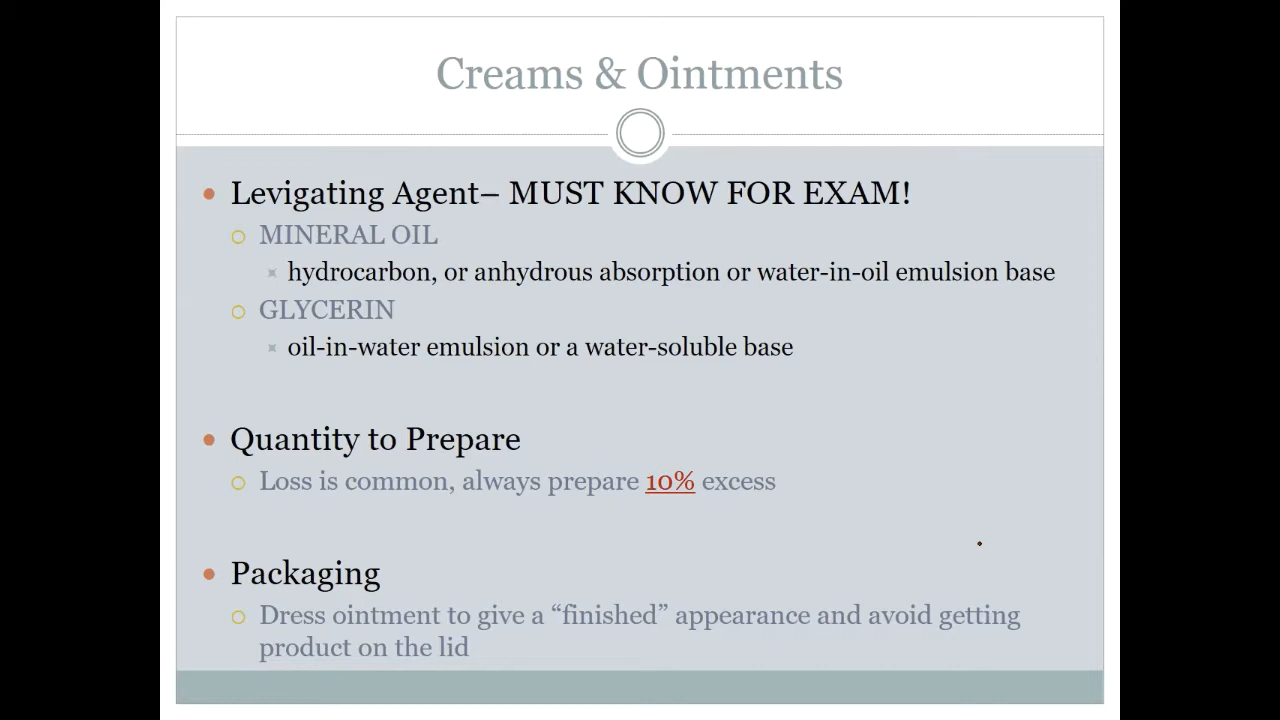 Creams & Ointments
Levigating Agent– MUST KNOW FOR EXAM!
MINERAL OIL
hydrocarbon, or anhydrous absorption or water-in-oil emulsion base
GLYCERIN
oil-in-water emulsion or a water-soluble base
Quantity to Prepare
Loss is common, always prepare 10% excess
Packaging
Dress ointment to give a “finished” appearance and avoid getting
product on the lid